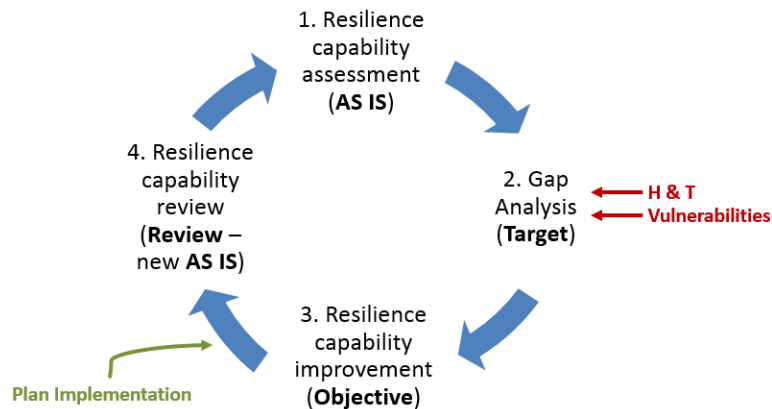 1. Resilience
capability
assessment
(AS IS)
2. Gap
Analysis
(Target)
H & T
Vulnerabilities
3. Resilience
capability
improvement
(Objective)
4. Resilience
capability
review
(Review –
new AS IS)
Plan Implementation